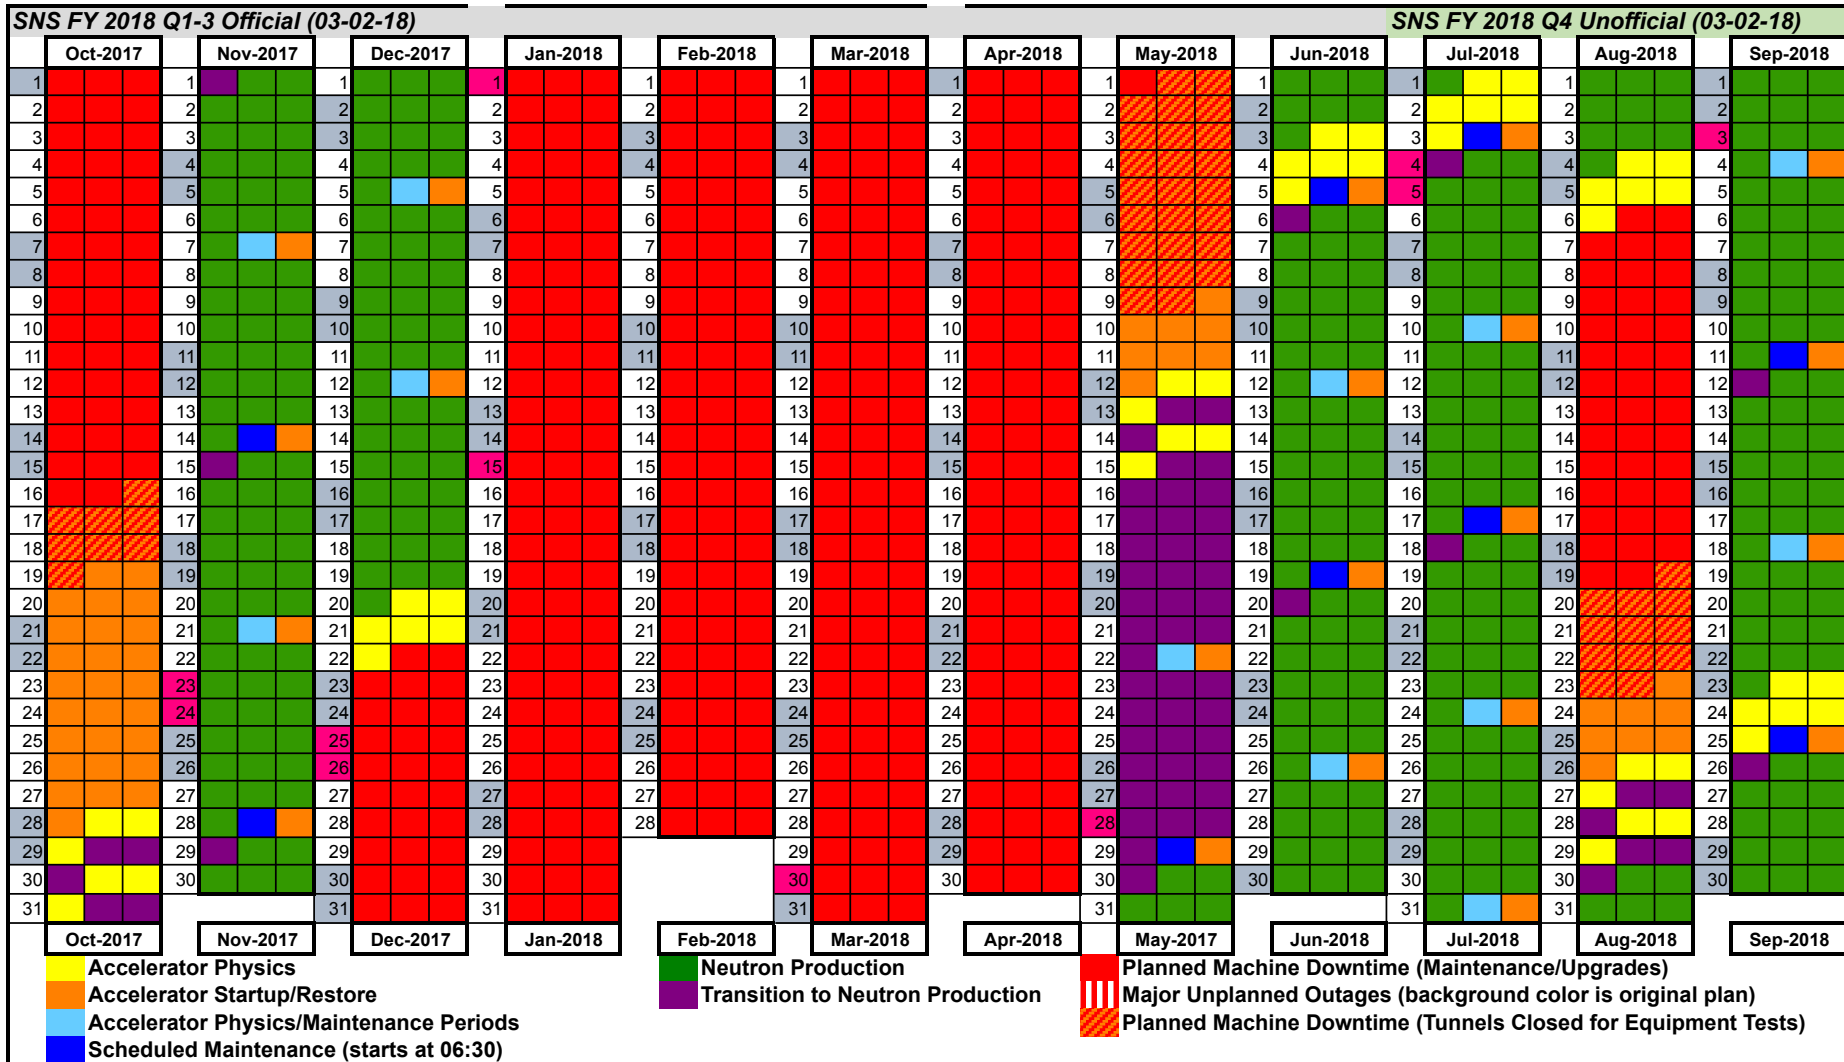 SNS FY 2018 Q1-3 Official (03-02-18) SNS FY 2018 Q4 Unofficial (03-02-18)
Oct-2017 Nov-2017 Dec-2017 Jan-2018 Feb-2018 Mar-2018 Apr-2018 May-2018 Jun-2018 Jul-2018 Aug-2018 Sep-2018
1 1 1 1 1 1 1 1 1 1 1 1
2 2 2 2 2 2 2 2 2 2 2 2
3 3 3 3 3 3 3 3 3 3 3 3
4 4 4 4 4 4 4 4 4 4 4 4
5 5 5 5 5 5 5 5 5 5 5 5
6 6 6 6 6 6 6 6 6 6 6 6
7 7 7 7 7 7 7 7 7 7 7 7
8 8 8 8 8 8 8 8 8 8 8 8
9 9 9 9 9 9 9 9 9 9 9 9
10 10 10 10 10 10 10 10 10 10 10 10
11 11 11 11 11 11 11 11 11 11 11 11
12 12 12 12 12 12 12 12 12 12 12 12
13 13 13 13 13 13 13 13 13 13 13 13
14 14 14 14 14 14 14 14 14 14 14 14
15 15 15 15 15 15 15 15 15 15 15 15
16 16 16 16 16 16 16 16 16 16 16 16
17 17 17 17 17 17 17 17 17 17 17 17
18 18 18 18 18 18 18 18 18 18 18 18
19 19 19 19 19 19 19 19 19 19 19 19
20 20 20 20 20 20 20 20 20 20 20 20
21 21 21 21 21 21 21 21 21 21 21 21
22 22 22 22 22 22 22 22 22 22 22 22
23 23 23 23 23 23 23 23 23 23 23 23
24 24 24 24 24 24 24 24 24 24 24 24
25 25 25 25 25 25 25 25 25 25 25 25
26 26 26 26 26 26 26 26 26 26 26 26
27 27 27 27 27 27 27 27 27 27 27 27
28 28 28 28 28 28 28 28 28 28 28 28
29 29 29 29 29 29 29 29 29 29 29
30 30 30 30 30 30 30 30 30 30 30
31 31 31 31 31 31 31
Oct-2017 Nov-2017 Dec-2017 Jan-2018 Feb-2018 Mar-2018 Apr-2018 May-2017 Jun-2018 Jul-2018 Aug-2018 Sep-2018
Accelerator Physics Neutron Production Planned Machine Downtime (Maintenance/Upgrades)
Accelerator Startup/Restore Transition to Neutron Production Major Unplanned Outages (background color is original plan)
Accelerator Physics/Maintenance Periods Planned Machine Downtime (Tunnels Closed for Equipment Tests)
Scheduled Maintenance (starts at 06:30)